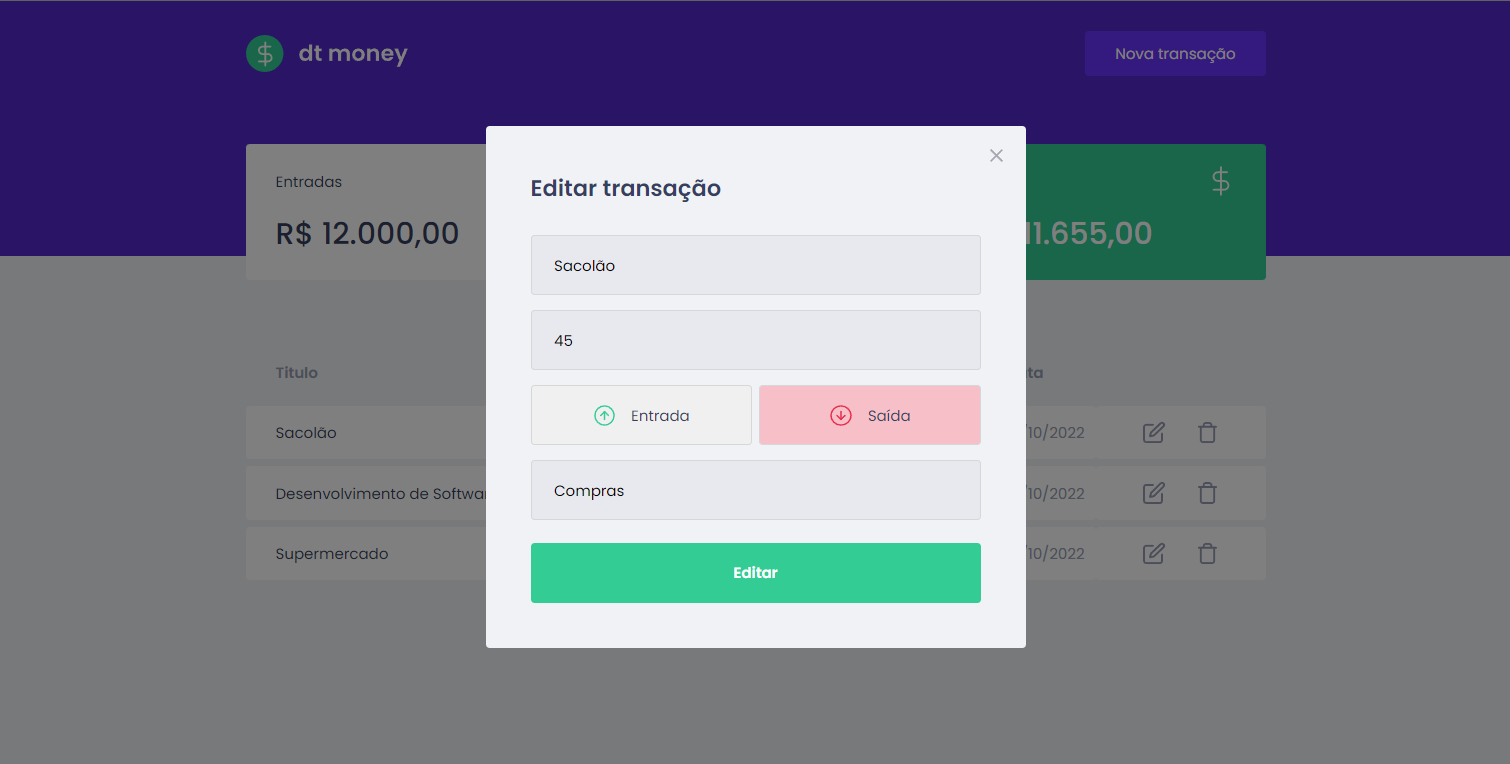 dt money
Nova transação
Entradas
R$ 12.000,00
11.655,00
Editar transação
Sacolão
45
Entrada
Saída
Compras
Editar
Titulo
Sacolão
/10/2022
Desenvolvimento de Softwar
/10/2022
Supermercado
/10/2022